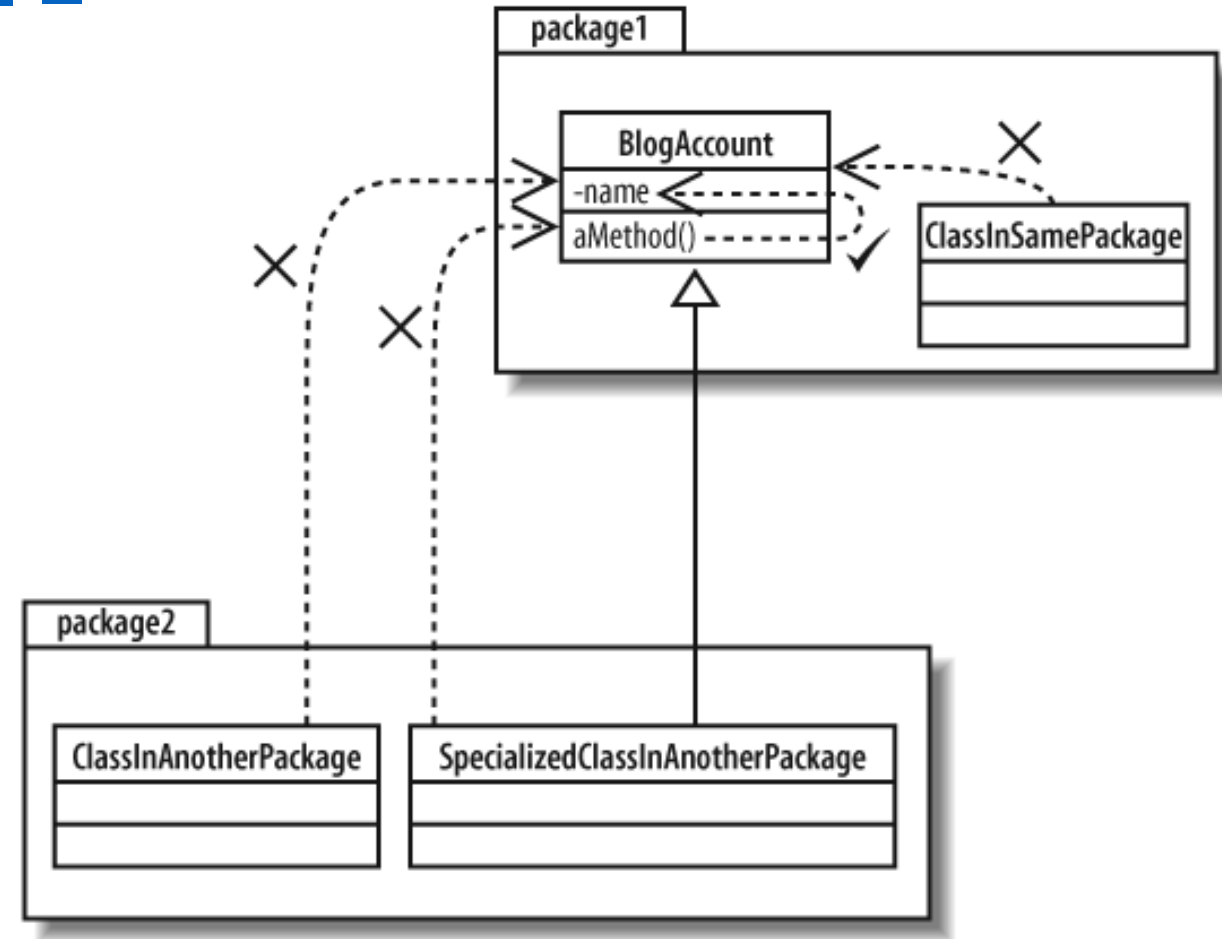 package1
BlogAccount
-name
aMethod()
ClassInSamePackage
package2
ClassInAnotherPackage
SpecializedClassInAnotherPackage